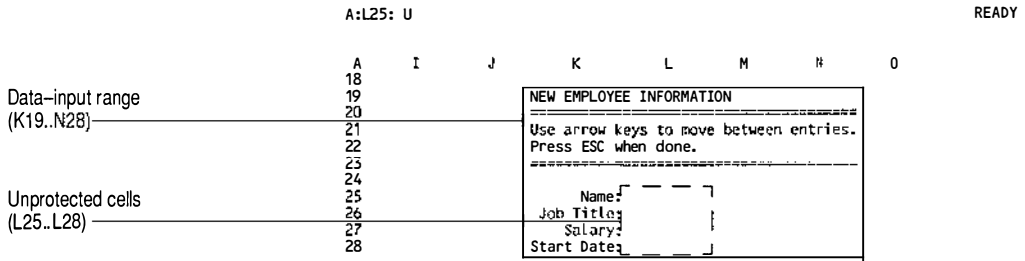 A:L25: U READY
A I J K L M N O
18
Data-input range 19 NEW EMPLOYEE INFORMATION
(K19..N28) 20
21 Use arrow keys to move between entries.
22 Press ESC when done.
23
24
Unprotected cells 25 Name:
(L25..L28) 26 Job Title:
27 Salary:
28 Start Date: